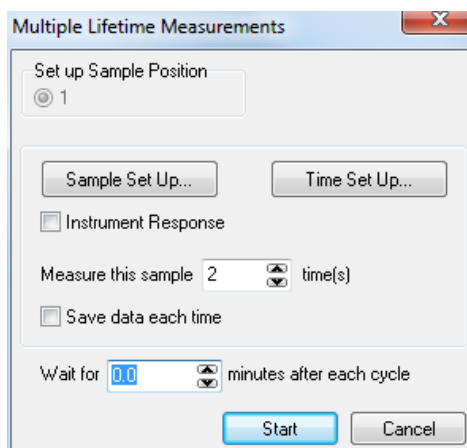 Multiple Lifetime Measurements
Set up Sample Position
1
Sample Set Up... Time Set Up...
Instrument Response
Measure this sample 2 time(s)
Save data each time
Wait for 0.0 minutes after each cycle
Start Cancel